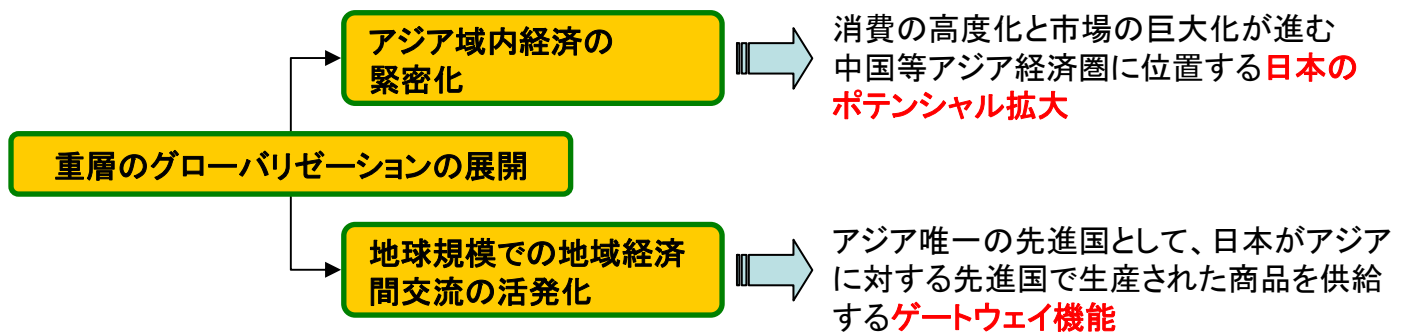 アジア域内経済の
緊密化
消費の高度化と市場の巨大化が進む
中国等アジア経済圏に位置する日本の
ポテンシャル拡大
重層のグローバリゼーションの展開
地球規模での地域経済
間交流の活発化
アジア唯一の先進国として、日本がアジア
に対する先進国で生産された商品を供給
するゲートウェイ機能